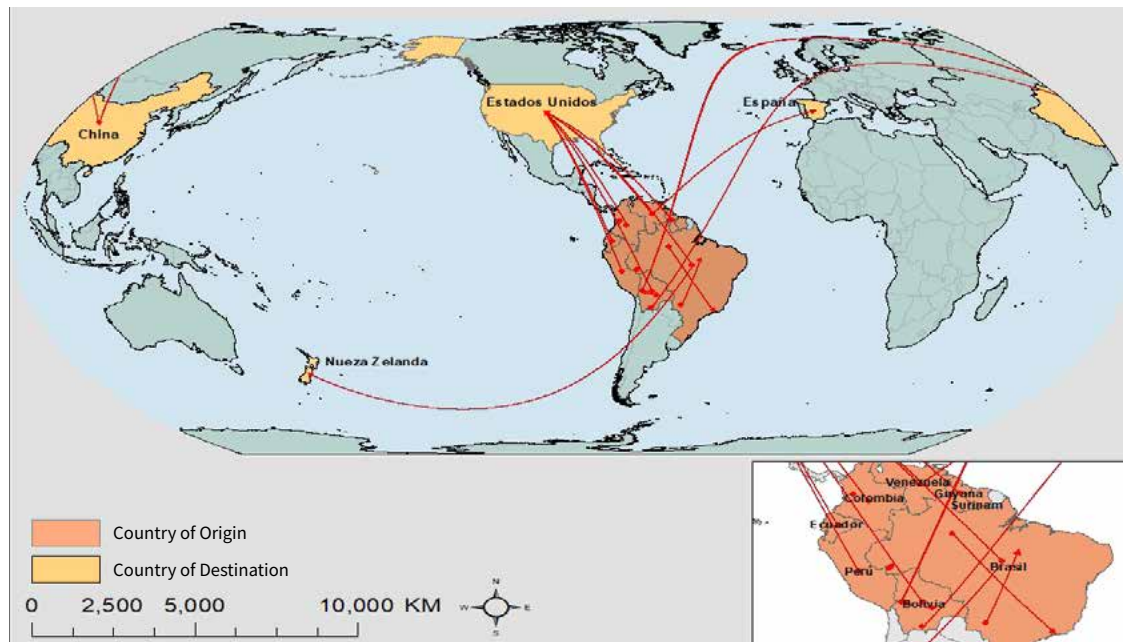 Estados Unidos
España
China
Nueza Zelanda
Venezuela
Guyana
Colombia
Surinam
Ecuador
Perú
Brasil
Bolivia
Country of Origin
Country of Destination
0 2,500 5,000 10,000 KM
N
W E
S